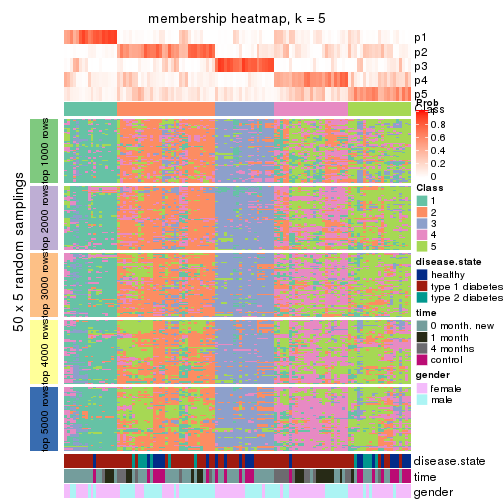 membership heatmap, k = 5
p1
p2
p3
p4
p5
Prob
Class
1
0.8
0.6
0.4
0.2
0
Class
1
2
3
4
5
disease.state
healthy
type 1 diabetes
type 2 diabetes
time
0 month. new
1 month
4 months
control
gender
female
male
50 x 5 random samplings
top 1000 rows
top 2000 rows
top 3000 rows
top 4000 rows
top 5000 rows
disease.state
time
gender